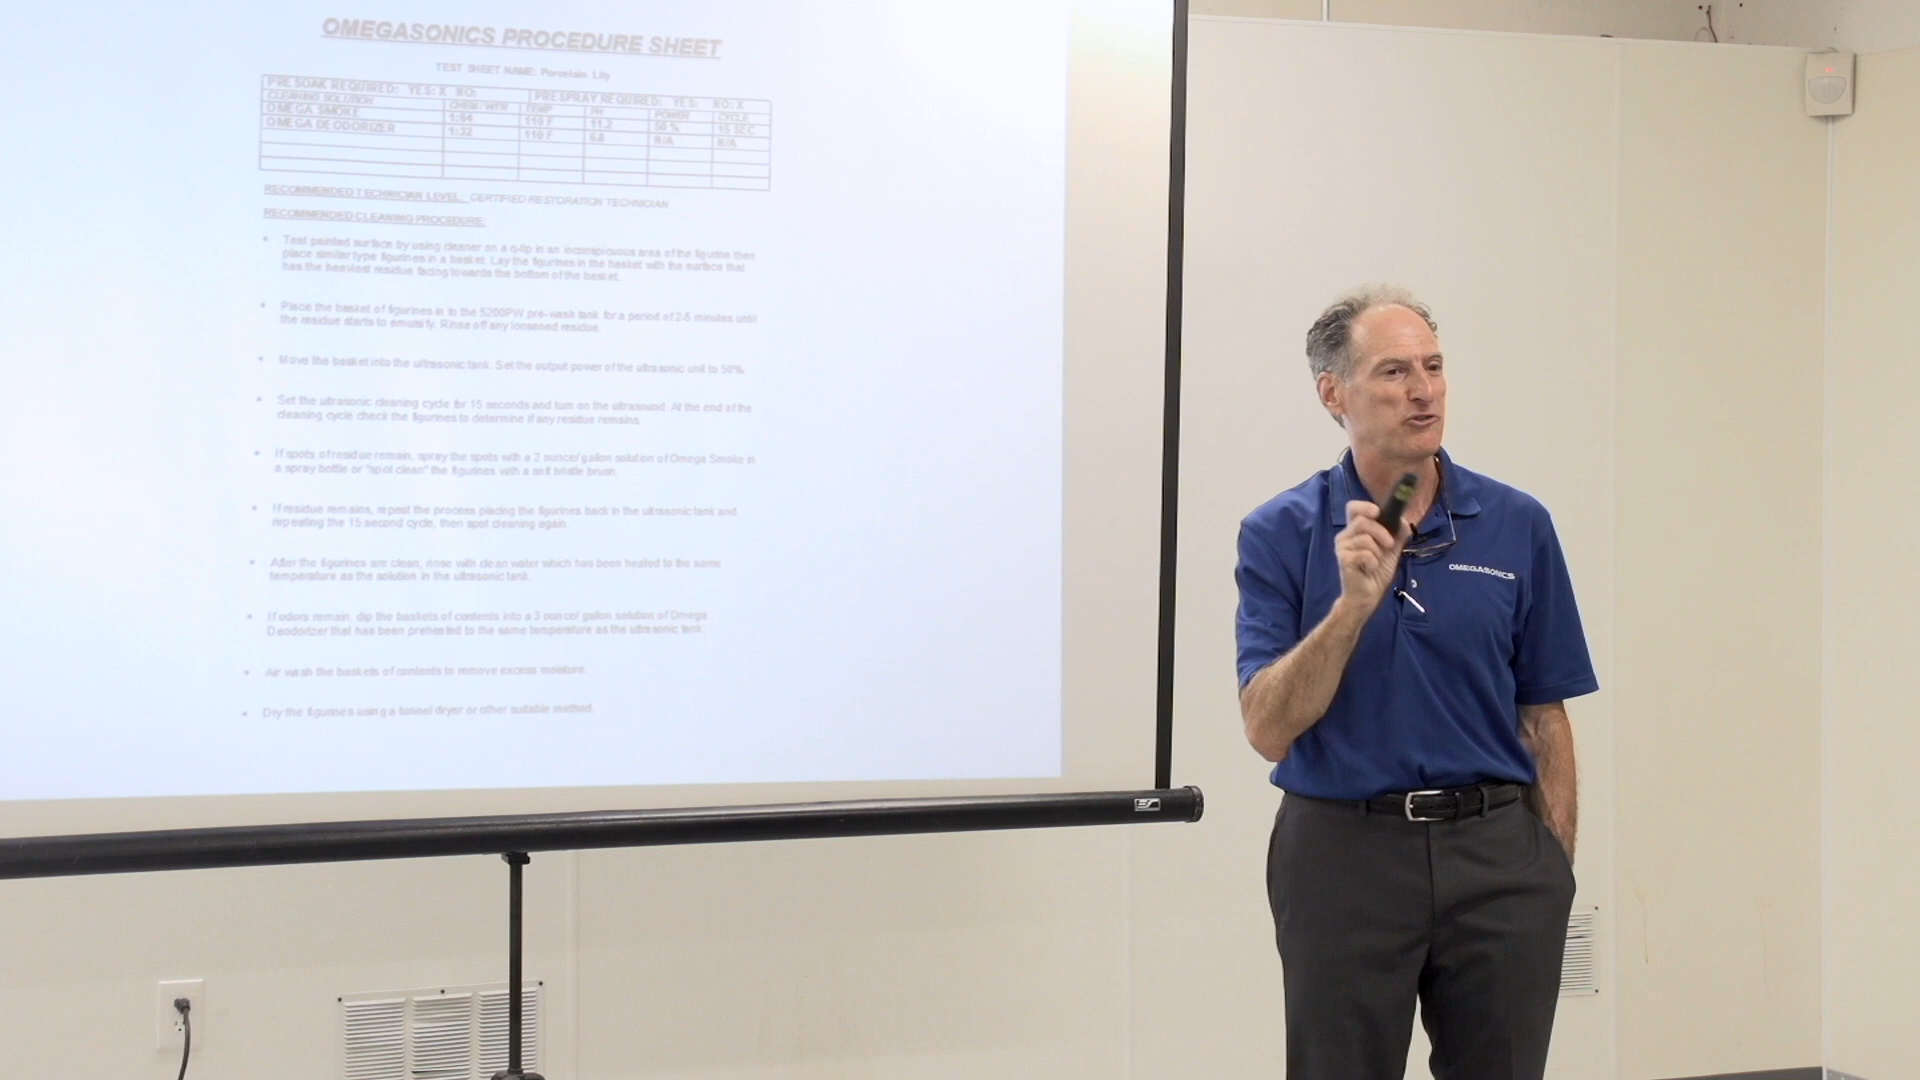 OMEGASONICS PROCEDURE SHEET
TEST SHEET NAME: Porcelain Lily
PRESOAK REQUIRED: YES: X NO: PRESPRAY REQUIRED: YES: NO: X
CLEANING SOLUTION CHEM/WTR TEMP PH POWER CYCLE
OMEGA SMOKE 1:64 110 F 11.2 50 % 15 SEC
OMEGA DEODORIZER 1:32 110 F 6.8 N/A N/A
RECOMMENDED TECHNICIAN LEVEL: CERTIFIED RESTORATION TECHNICIAN
RECOMMENDED CLEANING PROCEDURE:
• Test painted surface by using cleaner on a q-tip in an inconspicuous area of the figurine then
place similar type figurines in a basket. Lay the figurines in the basket with the surface that
has the heaviest residue facing towards the bottom of the basket.
• Place the basket of figurines in to the 5200PW pre-wash tank for a period of 2-5 minutes until
the residue starts to emulsify. Rinse off any loosened residue.
• Move the basket into the ultrasonic tank. Set the output power of the ultrasonic unit to 50%.
• Set the ultrasonic cleaning cycle for 15 seconds and turn on the ultrasound. At the end of the
cleaning cycle check the figurines to determine if any residue remains.
• If spots of residue remain, spray the spots with a 2 ounce/ gallon solution of Omega Smoke in
a spray bottle or "spot clean" the figurines with a soft bristle brush.
• If residue remains, repeat the process placing the figurines back in the ultrasonic tank and
repeating the 15 second cycle, then spot cleaning again.
• After the figurines are clean, rinse with clean water which has been heated to the same
temperature as the solution in the ultrasonic tank.
• If odors remain, dip the baskets of contents into a 3 ounce/ gallon solution of Omega
Deodorizer that has been preheated to the same temperature as the ultrasonic tank.
• Air wash the baskets of contents to remove excess moisture.
• Dry the figurines using a tunnel dryer or other suitable method.
OMEGASONICS
ES